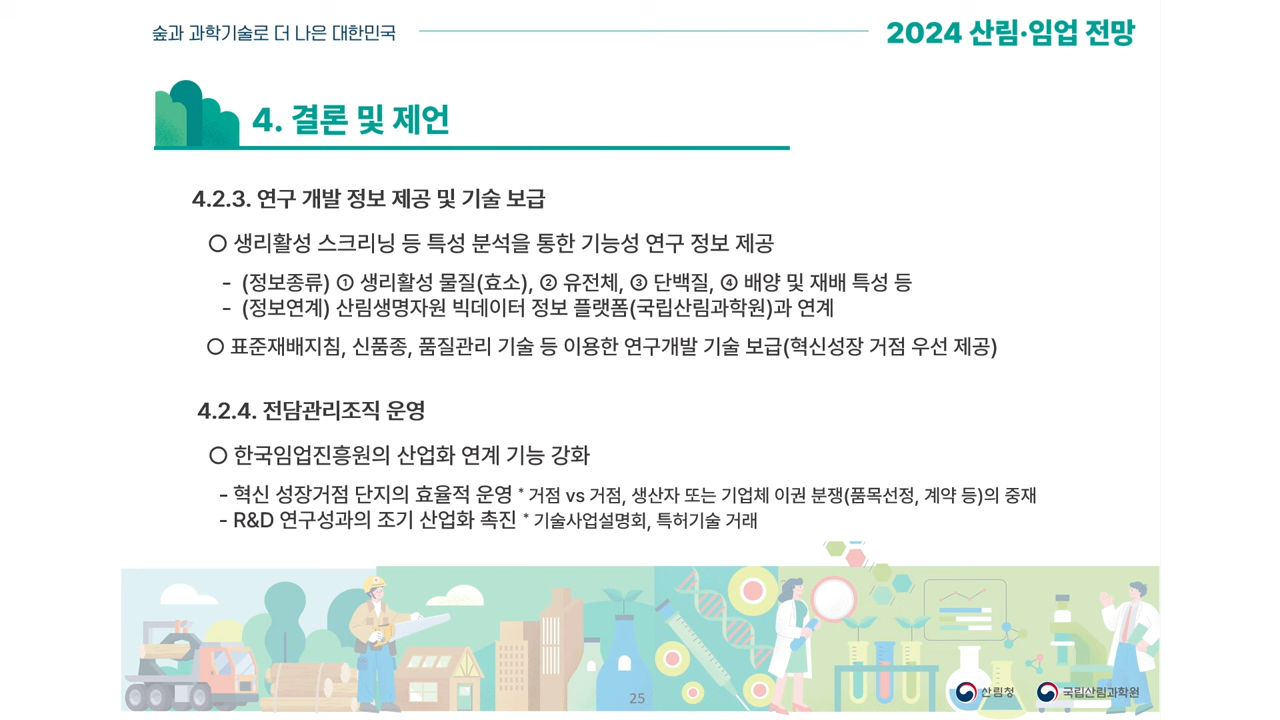 숲과 과학기술로 더 나은 대한민국
2024 산림·임업 전망
4. 결론 및 제언
4.2.3. 연구 개발 정보 제공 및 기술 보급
○ 생리활성 스크리닝 등 특성 분석을 통한 기능성 연구 정보 제공
- (정보종류) ① 생리활성 물질(효소), ② 유전체, ③ 단백질, ④ 배양 및 재배 특성 등
- (정보연계) 산림생명자원 빅데이터 정보 플랫폼(국립산림과학원)과 연계
○ 표준재배지침, 신품종, 품질관리 기술 등 이용한 연구개발 기술 보급(혁신성장 거점 우선 제공)
4.2.4. 전담관리조직 운영
○ 한국임업진흥원의 산업화 연계 기능 강화
- 혁신 성장거점 단지의 효율적 운영 * 거점 vs 거점, 생산자 또는 기업체 이권 분쟁(품목선정, 계약 등)의 중재
- R&D 연구성과의 조기 산업화 촉진 * 기술사업설명회, 특허기술 거래
25
산림청
국립산림과학원